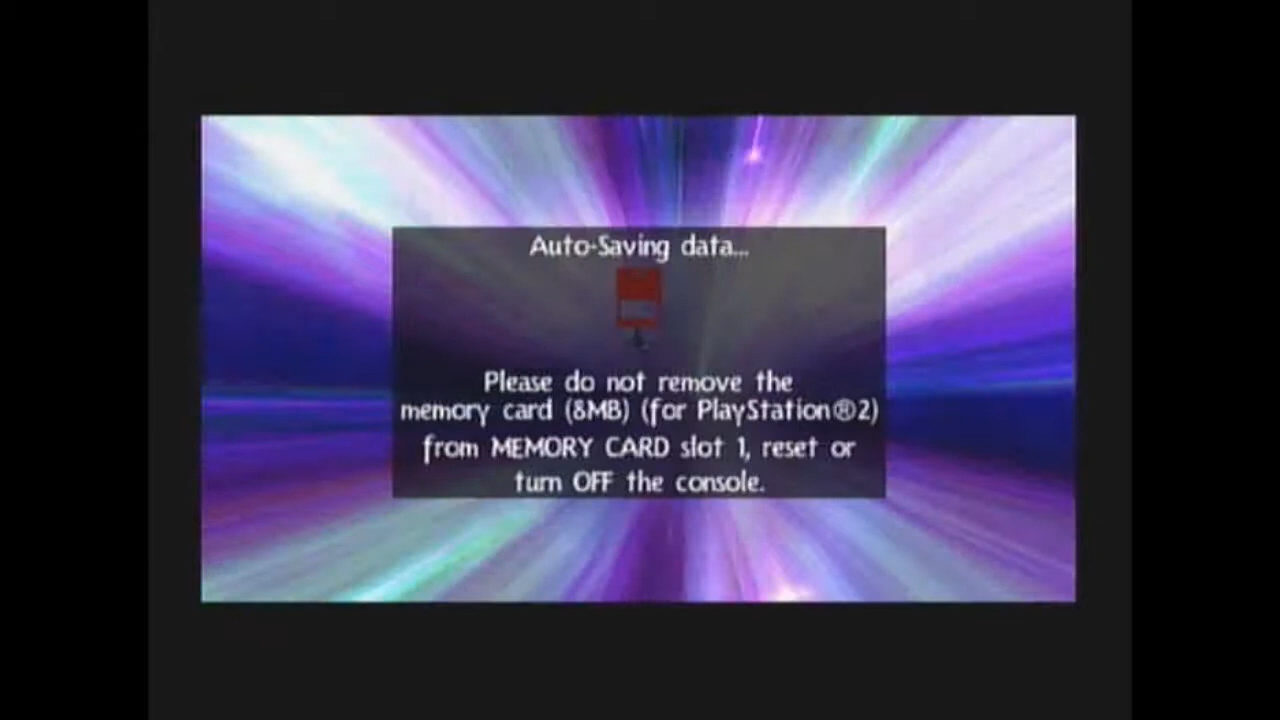 Auto-Saving data...
Please do not remove the
memory card (8MB) (for PlayStation®2)
from MEMORY CARD slot 1, reset or
turn OFF the console.